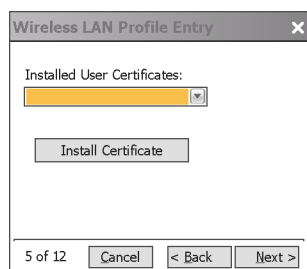 Wireless LAN Profile Entry
Installed User Certificates:
Install Certificate
5 of 12 Cancel < Back Next >